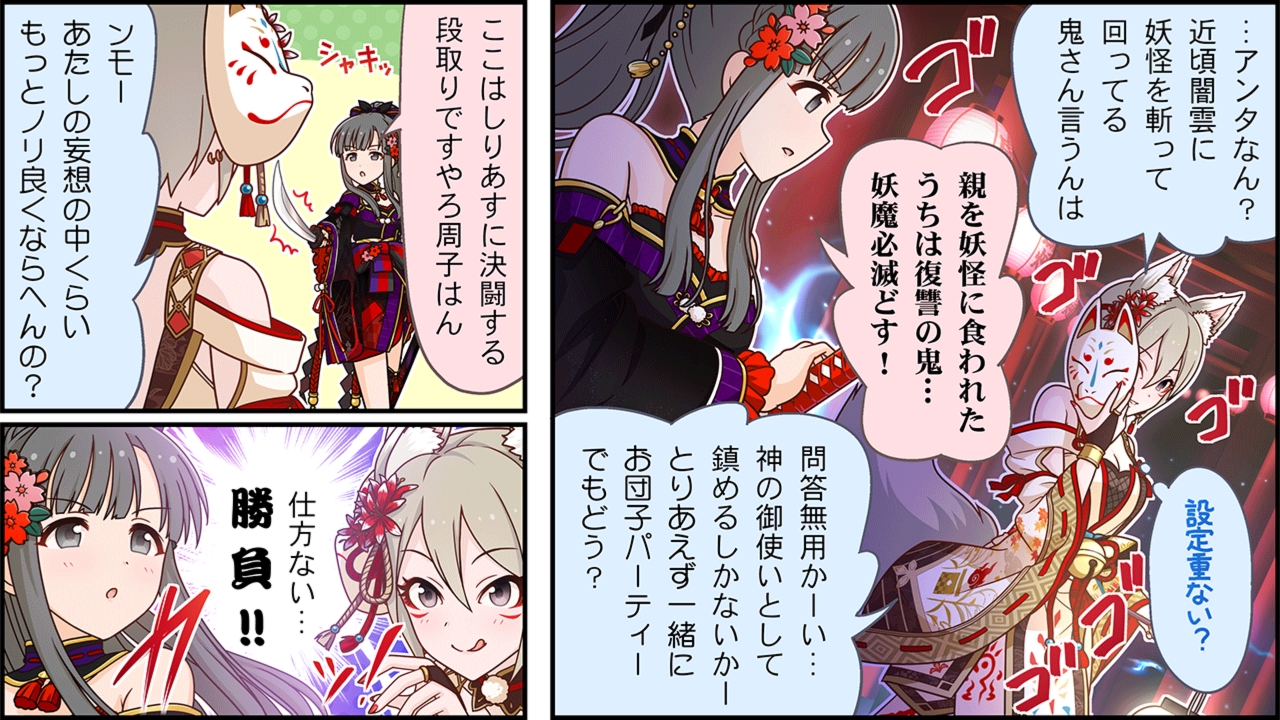 …アンタなん？
近頃闇雲に
妖怪を斬って
回ってる
鬼さん言うんは
ゴ
ゴ
ゴ
ゴ
ゴ
親を妖怪に食われた
うちは復讐の鬼…
妖魔必滅どす！
設定重ない？
問答無用かーい…
神の御使いとして
鎮めるしかないかー
とりあえず一緒に
お団子パーティー
でもどう？
ここはしりあすに決闘する
段取りですやろ周子はん
シャキッ
ンモー
あたしの妄想の中くらい
もっとノリ良くならへんの？
仕方ない…
勝負!!
わッ!